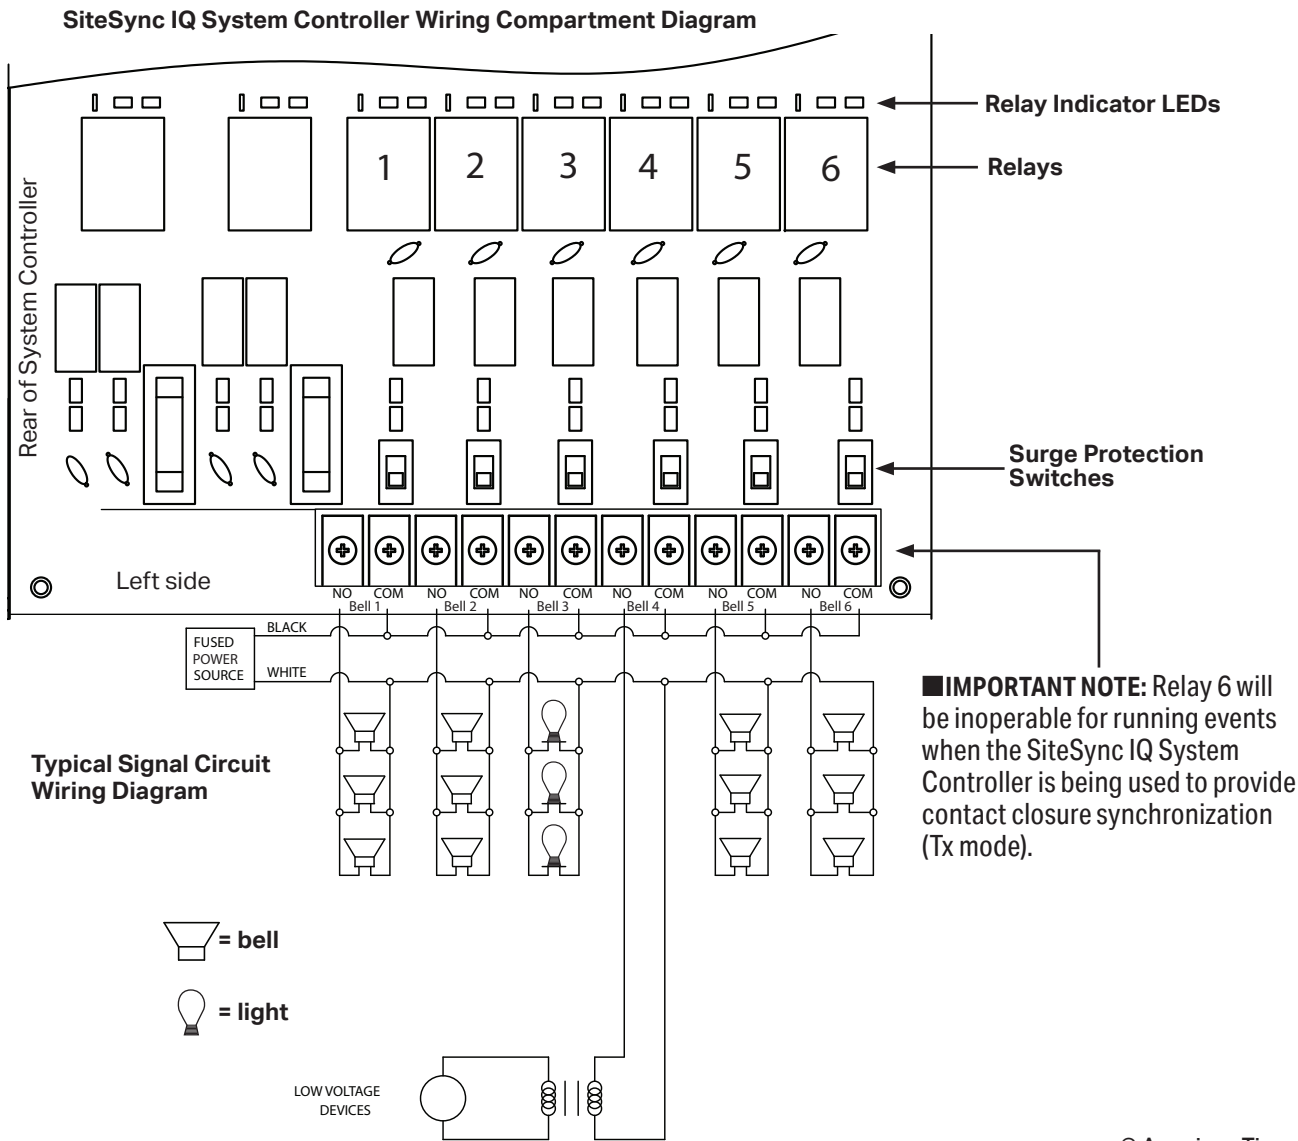 SiteSync IQ System Controller Wiring Compartment Diagram
Relay Indicator LEDs
1 2 3 4 5 6
Relays
Rear of System Controller
Surge Protection
Switches
Left side
NO COM NO COM NO COM NO COM NO COM NO COM
Bell 1 Bell 2 Bell 3 Bell 4 Bell 5 Bell 6
BLACK
FUSED
POWER
SOURCE
WHITE
■IMPORTANT NOTE: Relay 6 will
be inoperable for running events
when the SiteSync IQ System
Controller is being used to provide
contact closure synchronization
(Tx mode).
Typical Signal Circuit
Wiring Diagram
= bell
= light
LOW VOLTAGE
DEVICES